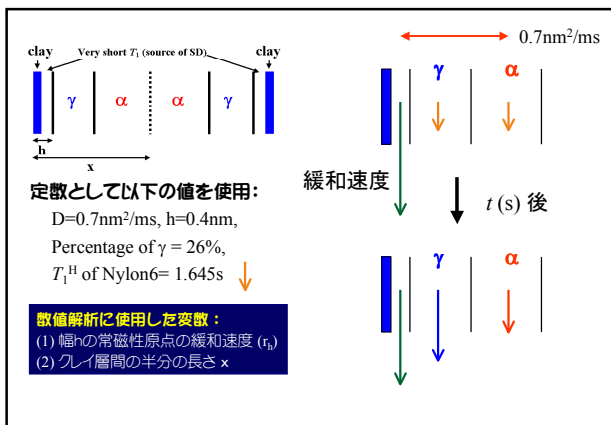 clay
Very short T₁ (source of SD)
clay
γ
α
α
γ
h
x
定数として以下の値を使用:
D=0.7nm²/ms, h=0.4nm,
Percentage of γ = 26%,
T₁ᴴ of Nylon6= 1.645s
数値解析に使用した変数：
(1) 幅hの常磁性原点の緩和速度 (rₕ)
(2) クレイ層間の半分の長さ x
0.7nm²/ms
γ
α
緩和速度
t (s) 後
γ
α